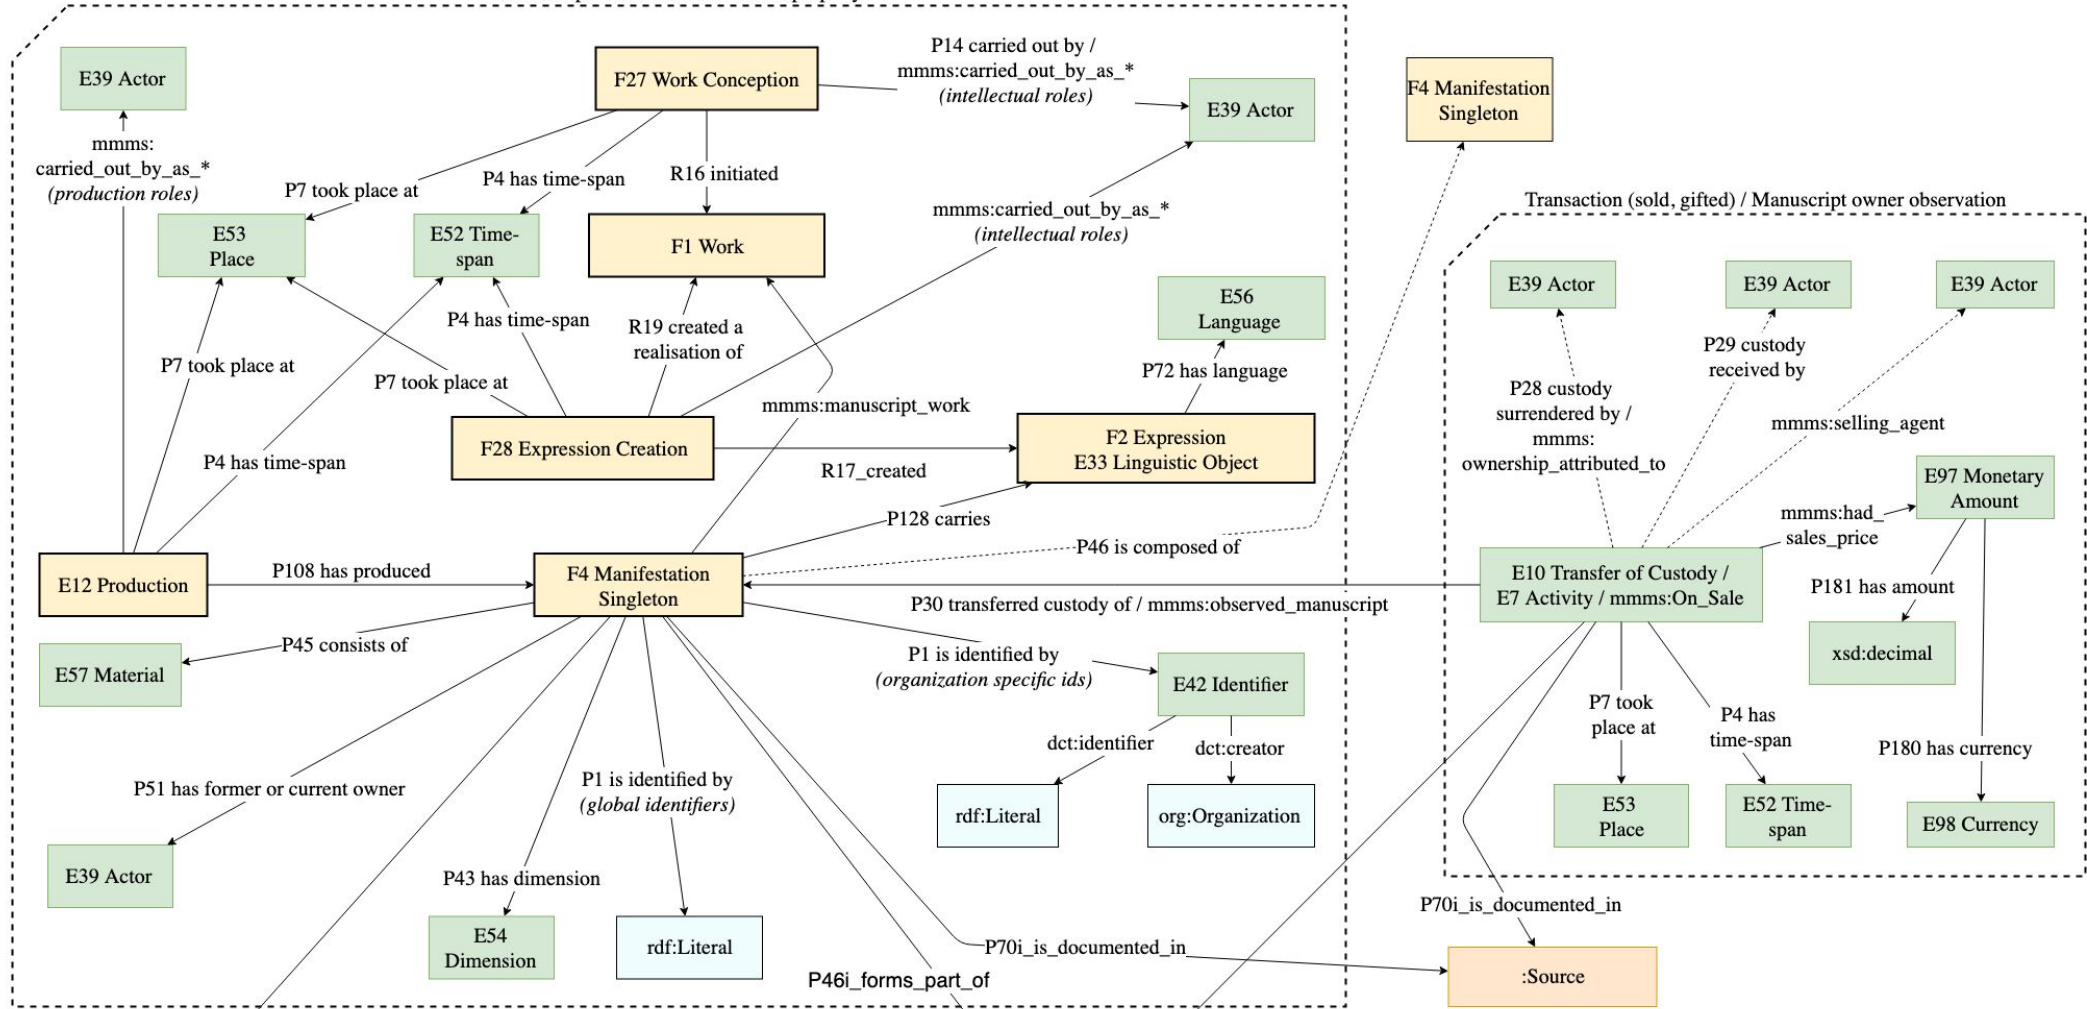 E39 Actor
mmms:
carried_out_by_as_*
(production roles)
F27 Work Conception
P14 carried out by /
mmms:carried_out_by_as_*
(intellectual roles)
E39 Actor
F4 Manifestation
Singleton
P7 took place at
P4 has time-span
R16 initiated
mmms:carried_out_by_as_*
(intellectual roles)
E53
Place
E52 Time-
span
F1 Work
E56
Language
P4 has time-span
R19 created a
realisation of
P7 took place at
P7 took place at
P72 has language
mmms:manuscript_work
F28 Expression Creation
F2 Expression
E33 Linguistic Object
R17_created
P4 has time-span
P128 carries
P46 is composed of
E12 Production
P108 has produced
F4 Manifestation
Singleton
P30 transferred custody of / mmms:observed_manuscript
P45 consists of
E57 Material
P1 is identified by
(organization specific ids)
E42 Identifier
dct:identifier
dct:creator
rdf:Literal
org:Organization
P51 has former or current owner
E39 Actor
P1 is identified by
(global identifiers)
P43 has dimension
E54
Dimension
rdf:Literal
P70i_is_documented_in
P46i_forms_part_of
Transaction (sold, gifted) / Manuscript owner observation
E39 Actor
E39 Actor
E39 Actor
P28 custody
surrendered by /
mmms:
ownership_attributed_to
P29 custody
received by
mmms:selling_agent
E97 Monetary
Amount
mmms:had_
sales_price
E10 Transfer of Custody /
E7 Activity / mmms:On_Sale
P181 has amount
xsd:decimal
P7 took
place at
P4 has
time-span
P180 has currency
E53
Place
E52 Time-
span
E98 Currency
P70i_is_documented_in
:Source